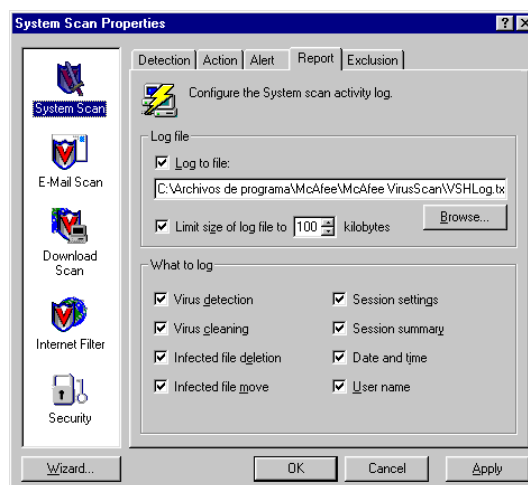 System Scan Properties
Detection Action Alert Report Exclusion
System Scan
E-Mail Scan
Download
Scan
Internet Filter
Security
Configure the System scan activity log.
Log file
Log to file:
C:\Archivos de programa\McAfee\McAfee VirusScan\VSHLog.tx
Limit size of log file to 100 kilobytes
Browse...
What to log
Virus detection
Virus cleaning
Infected file deletion
Infected file move
Session settings
Session summary
Date and time
User name
Wizard...
OK
Cancel
Apply